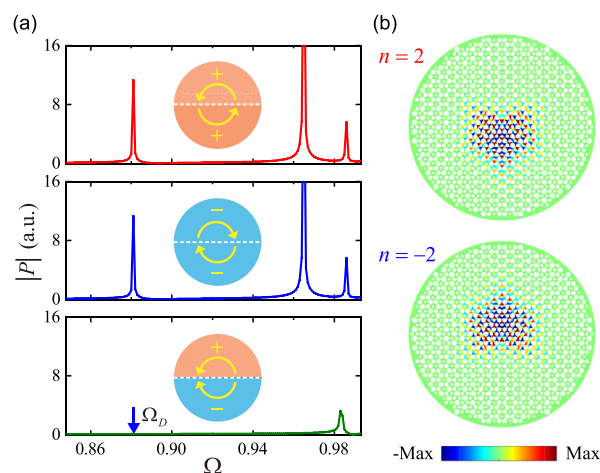 (a)
(b)
16
8
0
+
+
n = 2
16
8
0
−
−
|P| (a.u.)
n = −2
16
8
0
+
−
Ω_D
0.86
0.90
0.94
0.98
Ω
-Max
Max